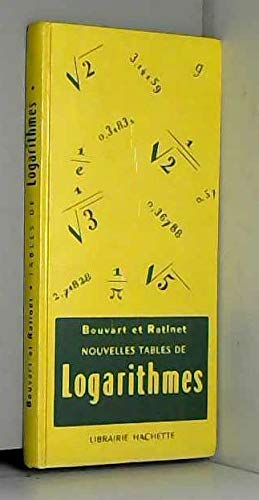 √2
3,1459
g
0,3183
1/e
√2
1
√3
0,36788
0,57
2,71828
1/π
√5
Bouvart et Ratinet
NOUVELLES TABLES DE
Logarithmes
LIBRAIRIE HACHETTE
Bouvart et Ratinet • TABLES DE Logarithmes •